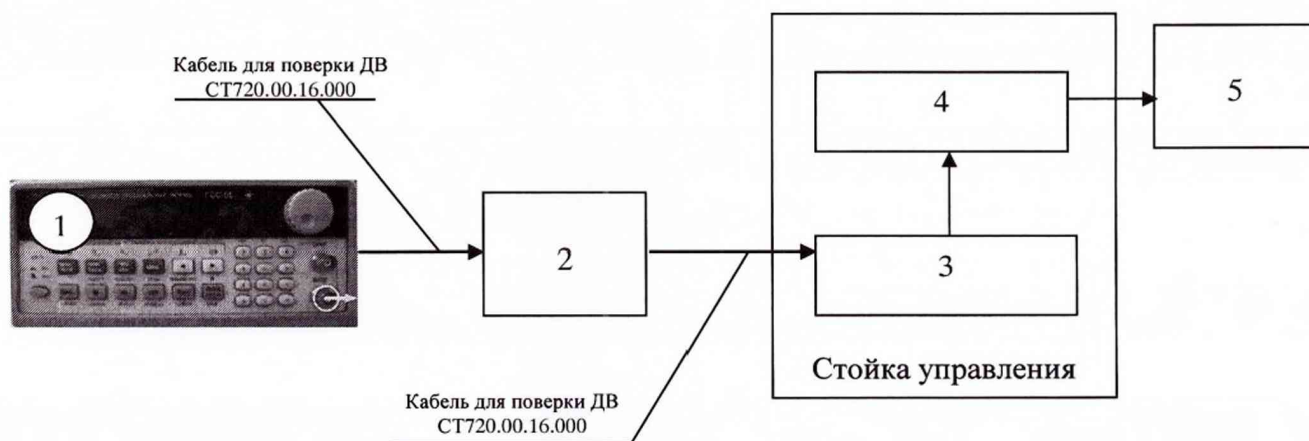 Кабель для поверки ДВ
СТ720.00.16.000
4
5
1
2
3
Стойка управления
Кабель для поверки ДВ
СТ720.00.16.000